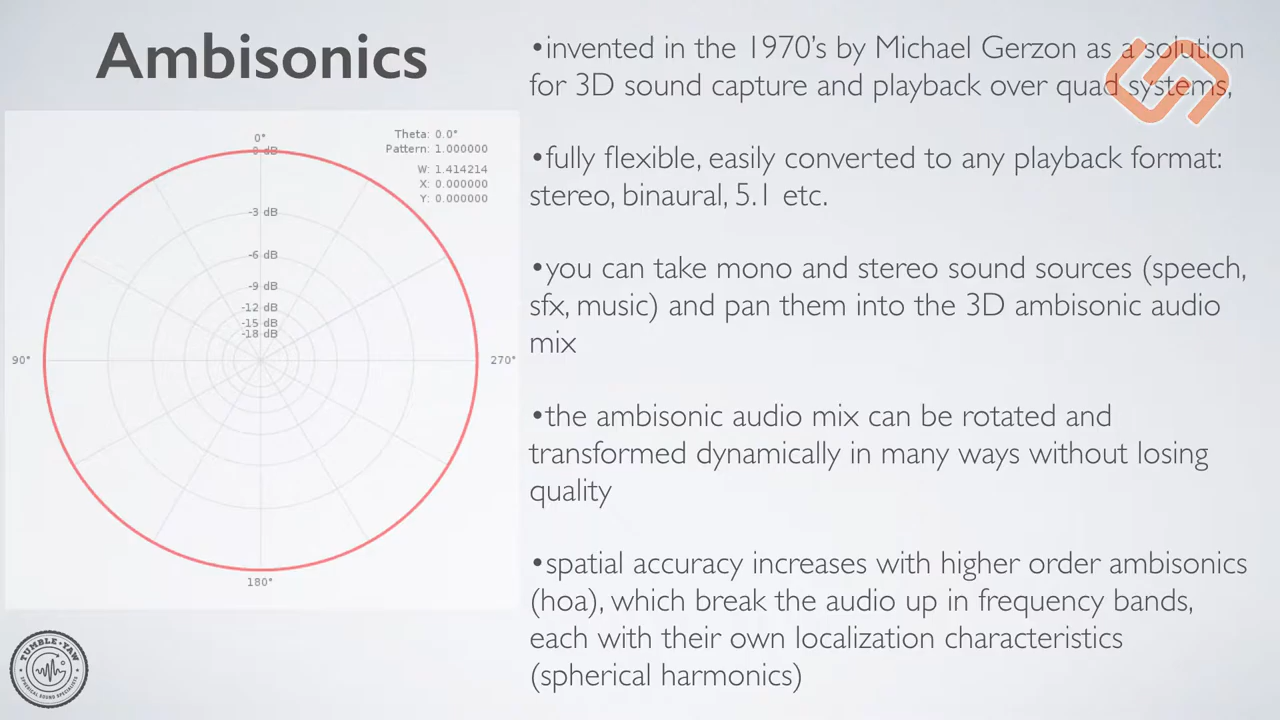 Ambisonics
•invented in the 1970's by Michael Gerzon as a solution
for 3D sound capture and playback over quad systems,
•fully flexible, easily converted to any playback format:
stereo, binaural, 5.1 etc.
•you can take mono and stereo sound sources (speech,
sfx, music) and pan them into the 3D ambisonic audio
mix
•the ambisonic audio mix can be rotated and
transformed dynamically in many ways without losing
quality
•spatial accuracy increases with higher order ambisonics
(hoa), which break the audio up in frequency bands,
each with their own localization characteristics
(spherical harmonics)
Theta: 0.0°
Pattern: 1.000000
W: 1.414214
X: 0.000000
Y: 0.000000
0°
0 dB
-3 dB
-6 dB
-9 dB
-12 dB
-15 dB
-18 dB
90°
270°
180°
TUMBLE·YAW
SPHERICAL SOUND SPECIALISTS